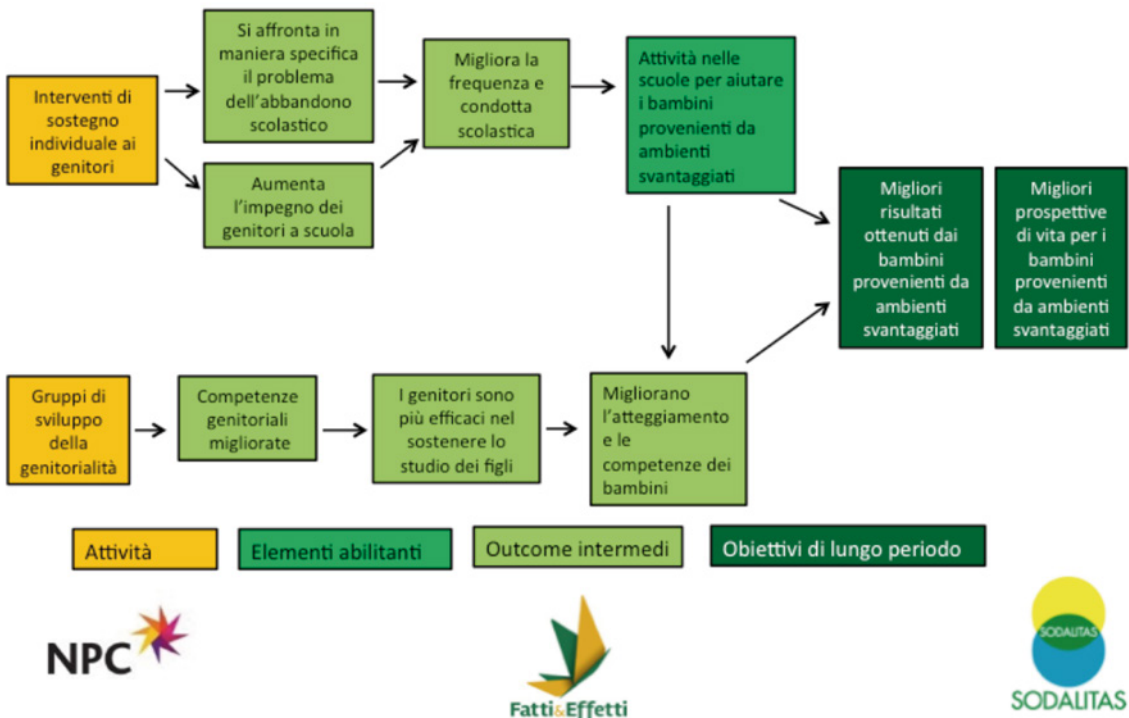 Interventi di
sostegno
individuale ai
genitori
Si affronta in
maniera specifica
il problema
dell'abbandono
scolastico
Aumenta
l'impegno dei
genitori a scuola
Migliora la
frequenza e
condotta
scolastica
Attività nelle
scuole per aiutare
i bambini
provenienti da
ambienti
svantaggiati
Migliori
risultati
ottenuti dai
bambini
provenienti da
ambienti
svantaggiati
Migliori
prospettive
di vita per i
bambini
provenienti
da ambienti
svantaggiati
Gruppi di
sviluppo
della
genitorialità
Competenze
genitoriali
migliorate
I genitori sono
più efficaci nel
sostenere lo
studio dei figli
Migliorano
l'atteggiamento
e le
competenze dei
bambini
Attività
Elementi abilitanti
Outcome intermedi
Obiettivi di lungo periodo
NPC
Fatti&Effetti
SODALITAS
SODALITAS